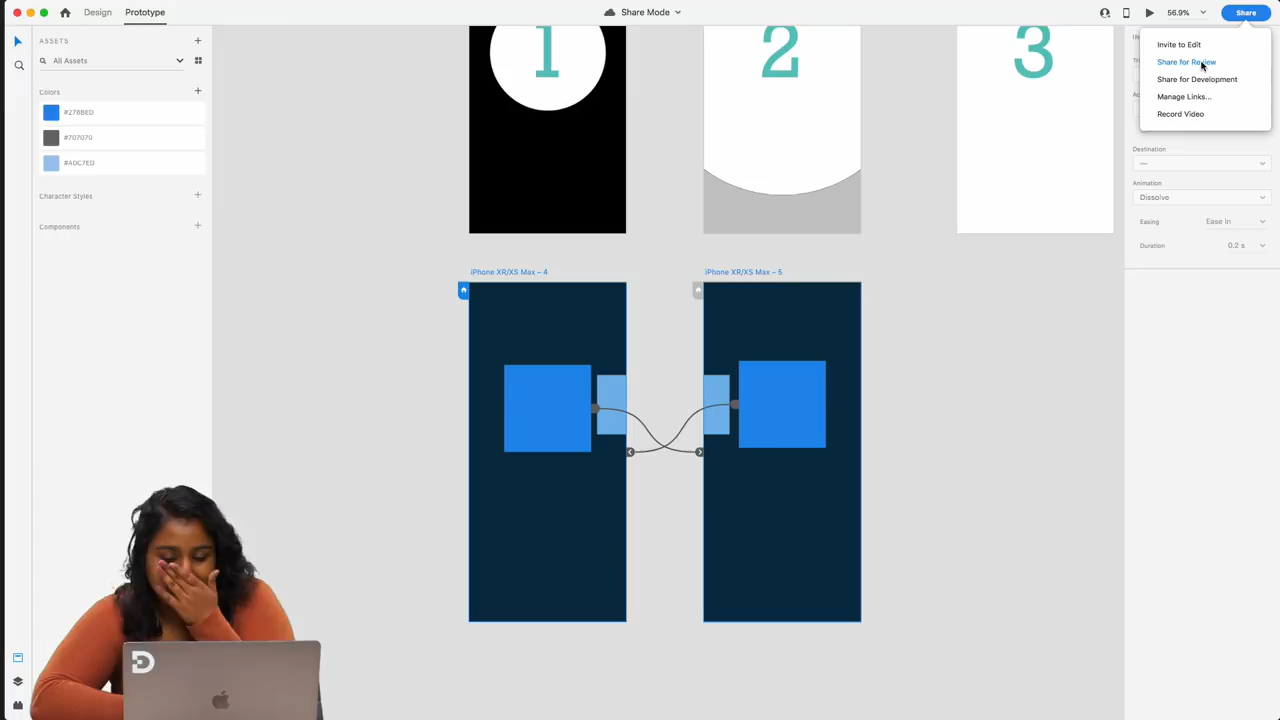 Design
Prototype
Share Mode
56.9%
Share
ASSETS
All Assets
Colors
#278BED
#707070
#A0C7ED
Character Styles
Components
1
2
3
iPhone XR/XS Max – 4
iPhone XR/XS Max – 5
Invite to Edit
Share for Review
Share for Development
Manage Links...
Record Video
Destination
—
Animation
Dissolve
Easing
Ease In
Duration
0.2 s
D